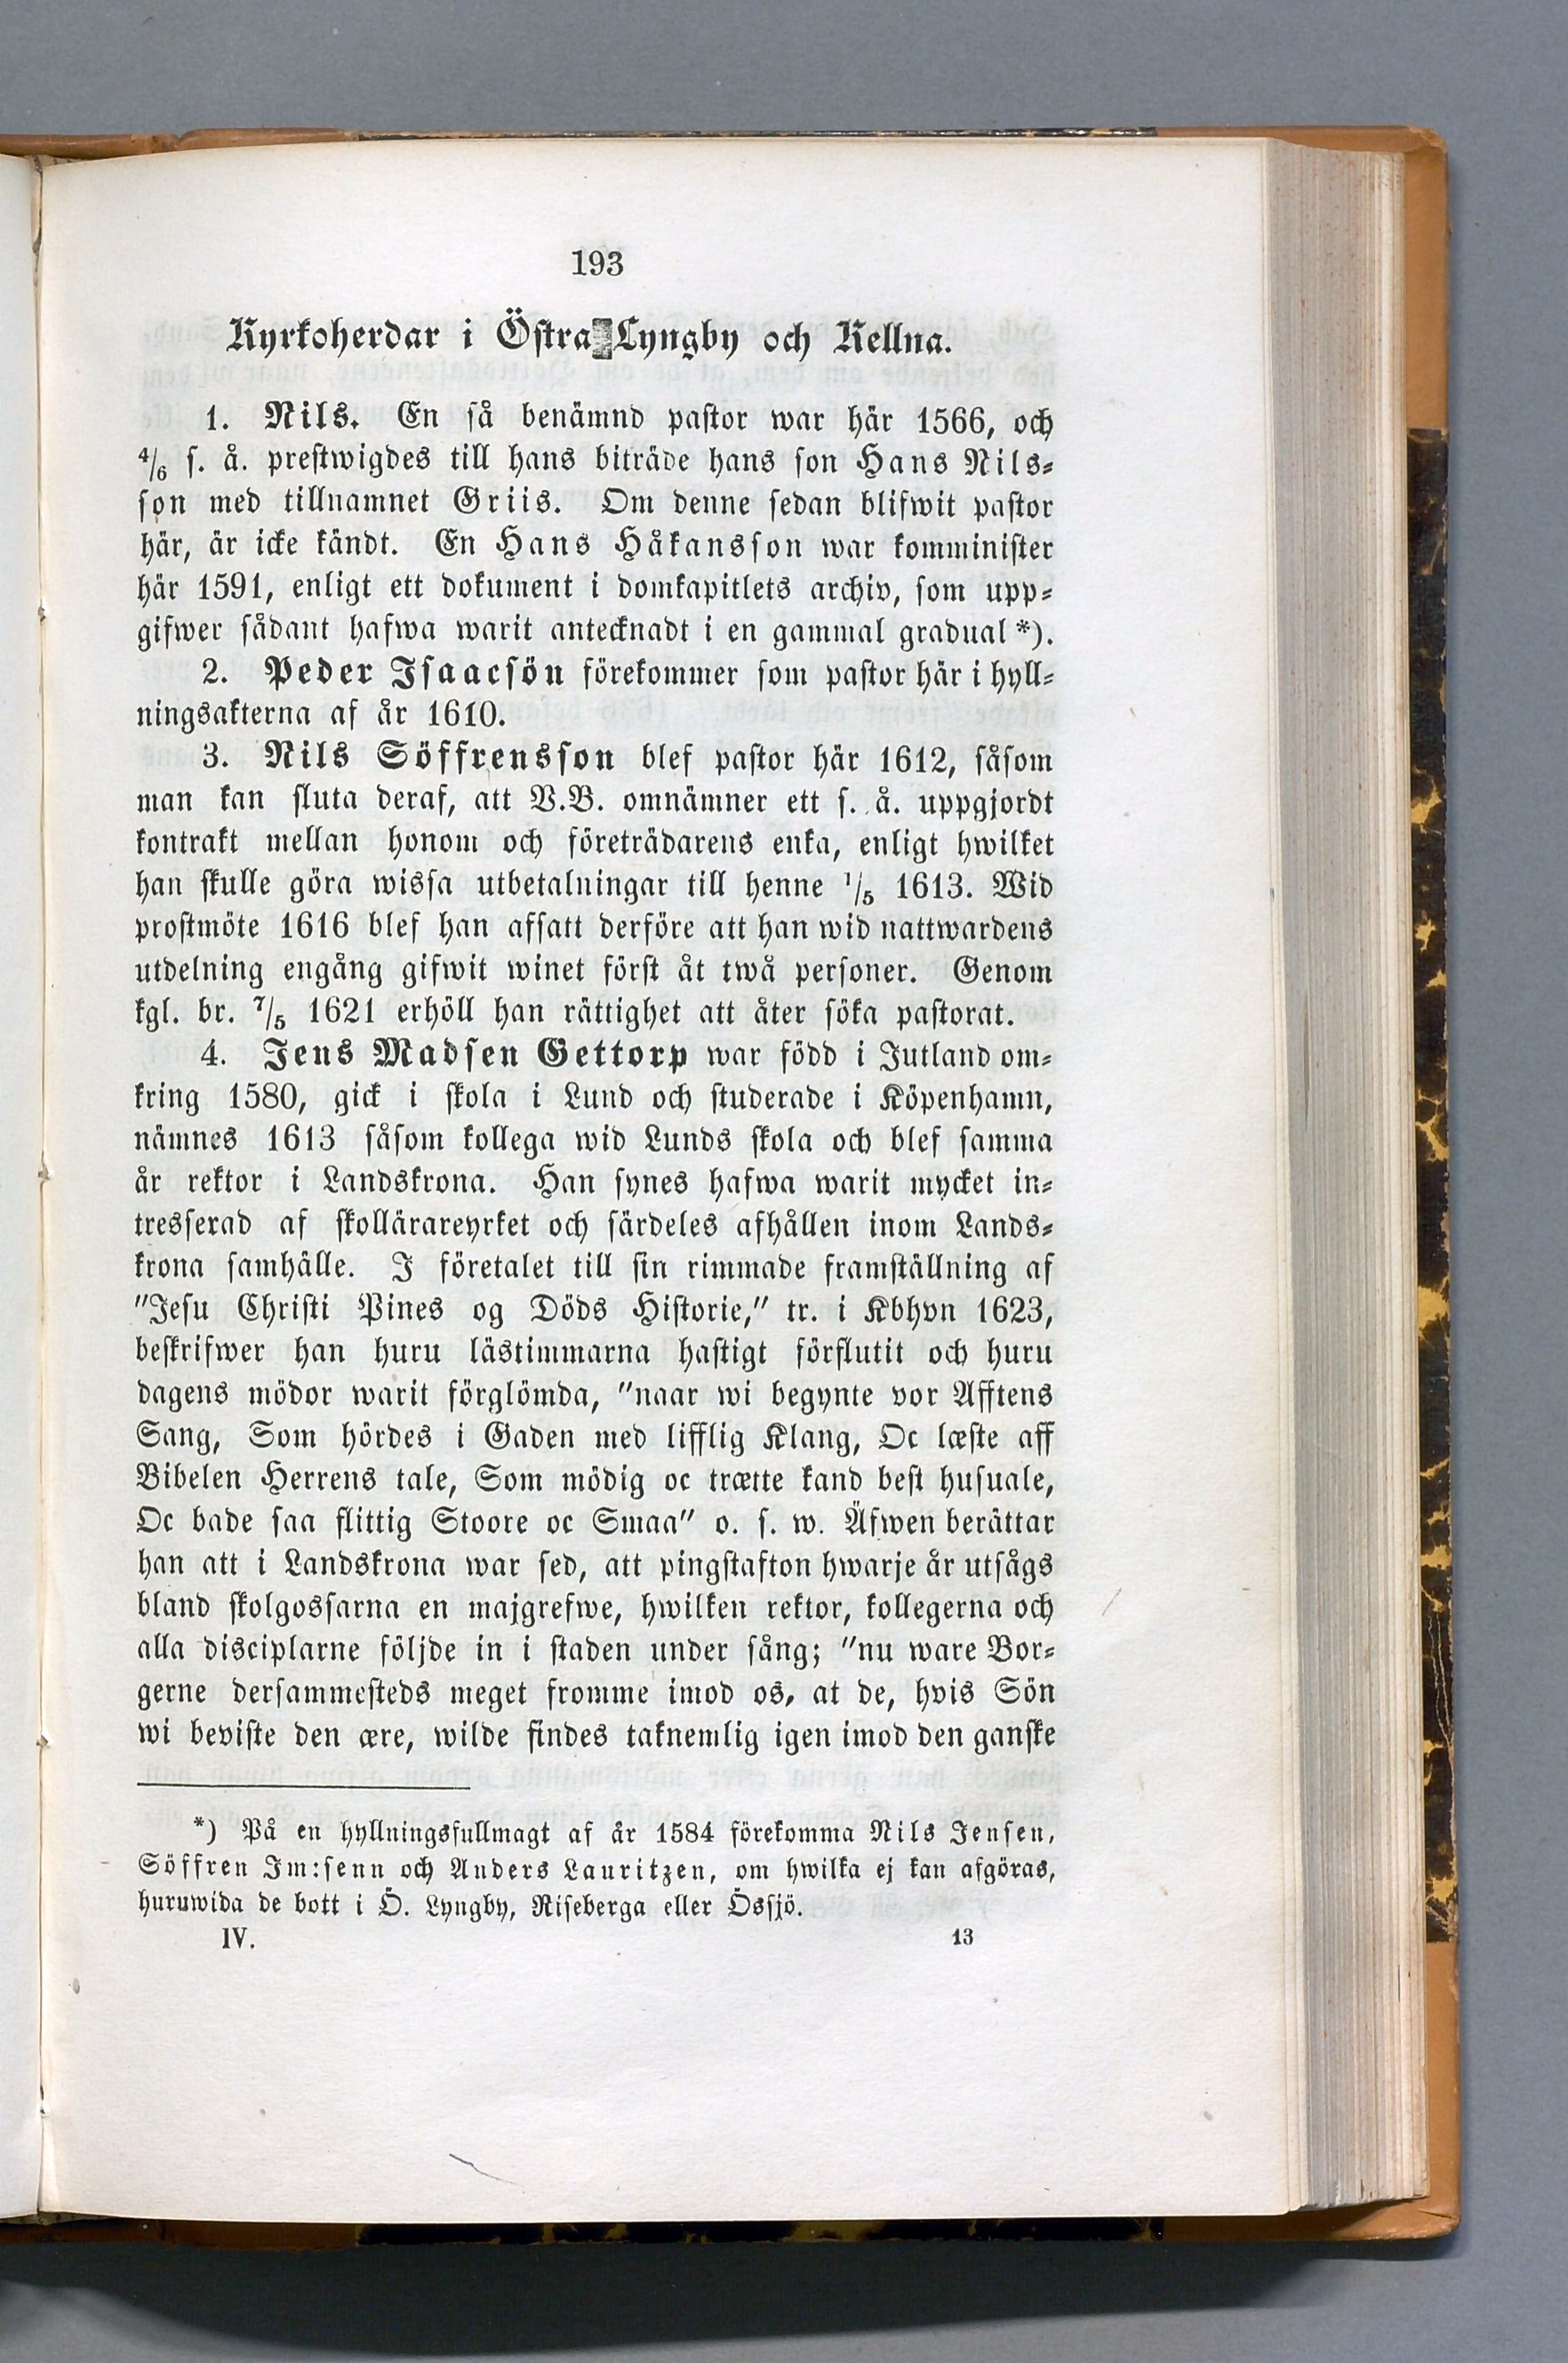 193
Kyrkoherdar i Östra Lyngby och Kellna.
1. Nils. En så benämnd pastor war här 1566, och
4/6 s. å. prestwigdes till hans biträde hans son Hans Nils-
son med tillnamnet Griis. Om denne sedan blifwit pastor
här, är icke kändt. En Hans Håkansson war komminister
här 1591, enligt ett dokument i domkapitlets archiv, som upp-
gifwer sådant hafwa warit antecknadt i en gammal gradual *).
2. Peder Isaacsön förekommer som pastor här i hyll-
ningsakterna af år 1610.
3. Nils Söffrensson blef pastor här 1612, såsom
man kan sluta deraf, att V.B. omnämner ett s. å. uppgjordt
kontrakt mellan honom och företrädarens enka, enligt hwilket
han skulle göra wissa utbetalningar till henne 1/5 1613. Wid
prostmöte 1616 blef han afsatt derföre att han wid nattwardens
utdelning engång gifwit winet först åt twå personer. Genom
kgl. br. 7/5 1621 erhöll han rättighet att åter söka pastorat.
4. Jens Madsen Gettorp war född i Jutland om-
kring 1580, gick i skola i Lund och studerade i Köpenhamn,
nämnes 1613 såsom kollega wid Lunds skola och blef samma
år rektor i Landskrona. Han synes hafwa warit mycket in-
tresserad af skollärareyrket och särdeles afhållen inom Lands-
krona samhälle. I företalet till sin rimmade framställning af
"Jesu Christi Pines og Döds Historie," tr. i Kbhvn 1623,
beskrifwer han huru lästimmarna hastigt förflutit och huru
dagens mödor warit förglömda, "naar wi begynte vor Afftens
Sang, Som hördes i Gaden med lifflig Klang, Oc læste aff
Bibelen Herrens tale, Som mödig oc trætte kand best husuale,
Oc bade saa flittig Stoore oc Smaa" o. s. w. Äfwen berättar
han att i Landskrona war sed, att pingstafton hwarje år utsågs
bland skolgossarna en majgrefwe, hwilken rektor, kollegerna och
alla disciplarne följde in i staden under sång; "nu ware Bor-
gerne dersammesteds meget fromme imod os, at de, hvis Sön
wi beviste den ære, wilde findes taknemlig igen imod den ganske
*) På en hyllningsfullmagt af år 1584 förekomma Nils Jensen,
Söffren Im:senn och Anders Lauritzen, om hwilka ej kan afgöras,
huruwida de bott i Ö. Lyngby, Riseberga eller Össjö.
IV. 13